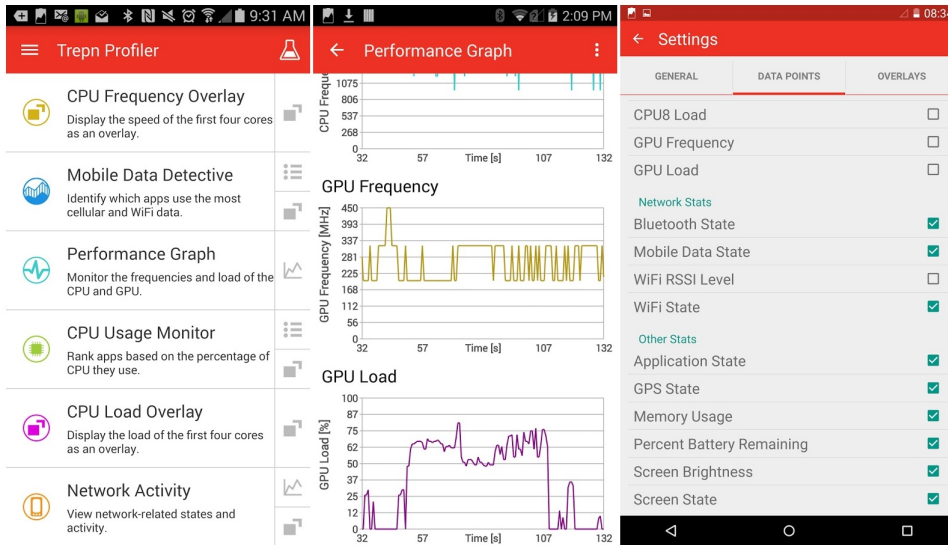 9:31 AM
Trepn Profiler
CPU Frequency Overlay
Display the speed of the first four cores
as an overlay.
Mobile Data Detective
Identify which apps use the most
cellular and WiFi data.
Performance Graph
Monitor the frequencies and load of the
CPU and GPU.
CPU Usage Monitor
Rank apps based on the percentage of
CPU they use.
CPU Load Overlay
Display the load of the first four cores
as an overlay.
Network Activity
View network-related states and
activity.
2:09 PM
Performance Graph
CPU Freque
1075
806
537
268
0
32 57 Time [s] 107 132
GPU Frequency
GPU Frequency [MHz]
450
393
337
281
225
168
112
56
0
32 57 Time [s] 107 132
GPU Load
GPU Load [%]
100
87
75
62
50
37
25
12
0
32 57 Time [s] 107 132
08:34
Settings
GENERAL DATA POINTS OVERLAYS
CPU8 Load
GPU Frequency
GPU Load
Network Stats
Bluetooth State
Mobile Data State
WiFi RSSI Level
WiFi State
Other Stats
Application State
GPS State
Memory Usage
Percent Battery Remaining
Screen Brightness
Screen State